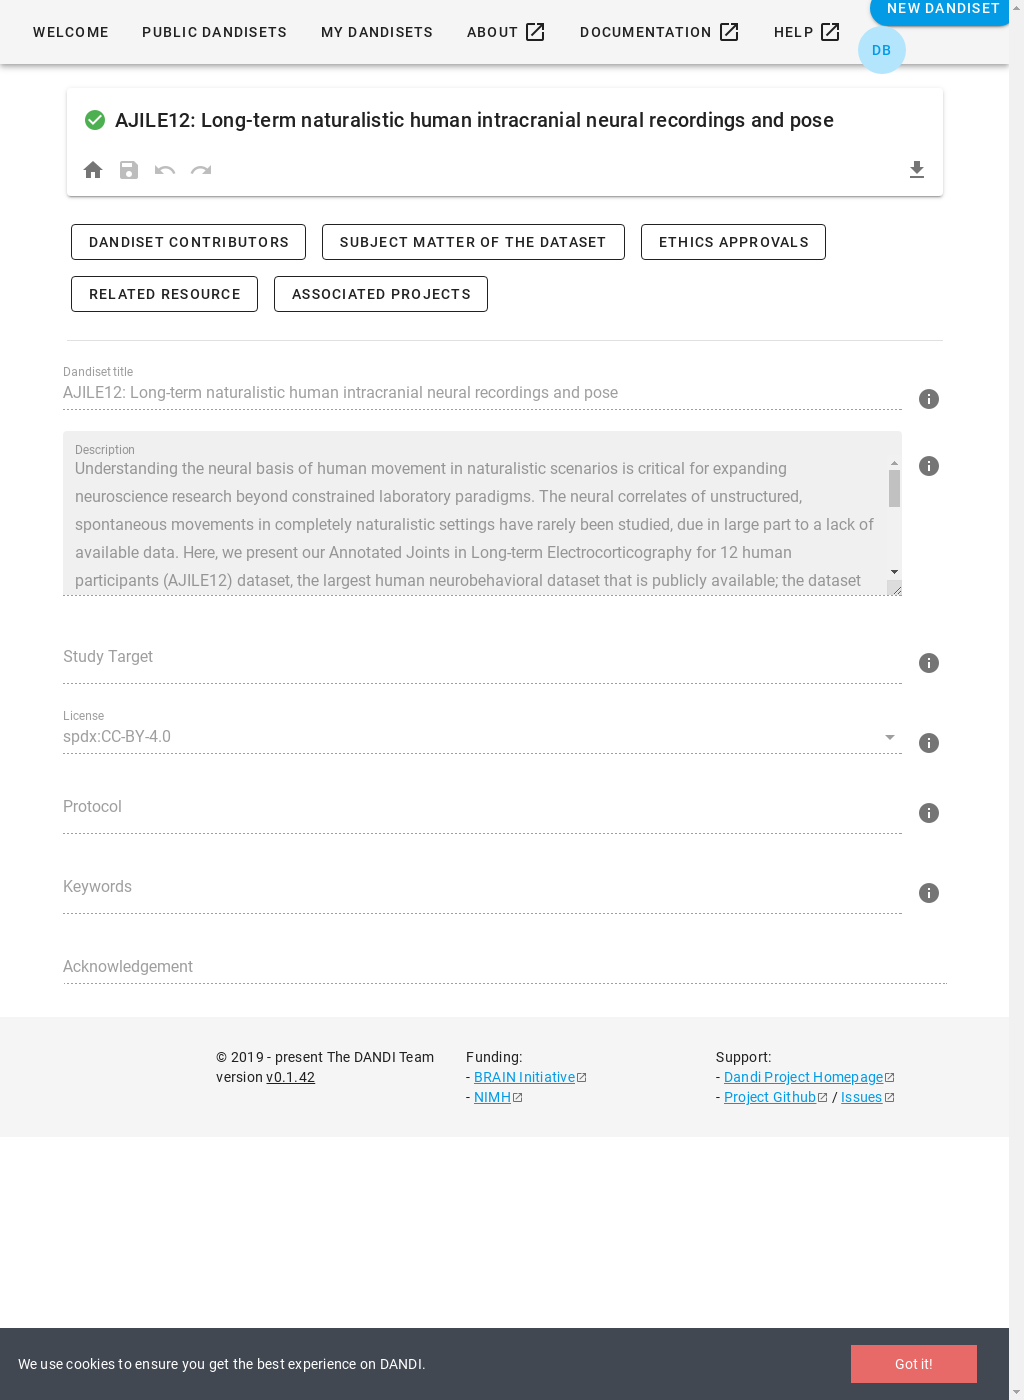 NEW DANDISET
WELCOME
PUBLIC DANDISETS
MY DANDISETS
ABOUT
DOCUMENTATION
HELP
DB
AJILE12: Long-term naturalistic human intracranial neural recordings and pose
DANDISET CONTRIBUTORS
SUBJECT MATTER OF THE DATASET
ETHICS APPROVALS
RELATED RESOURCE
ASSOCIATED PROJECTS
Dandiset title
AJILE12: Long-term naturalistic human intracranial neural recordings and pose
Description
Understanding the neural basis of human movement in naturalistic scenarios is critical for expanding
neuroscience research beyond constrained laboratory paradigms. The neural correlates of unstructured,
spontaneous movements in completely naturalistic settings have rarely been studied, due in large part to a lack of
available data. Here, we present our Annotated Joints in Long-term Electrocorticography for 12 human
participants (AJILE12) dataset, the largest human neurobehavioral dataset that is publicly available; the dataset
Study Target
License
spdx:CC-BY-4.0
Protocol
Keywords
Acknowledgement
© 2019 - present The DANDI Team
version v0.1.42
Funding:
- BRAIN Initiative
- NIMH
Support:
- Dandi Project Homepage
- Project Github / Issues
We use cookies to ensure you get the best experience on DANDI.
Got it!